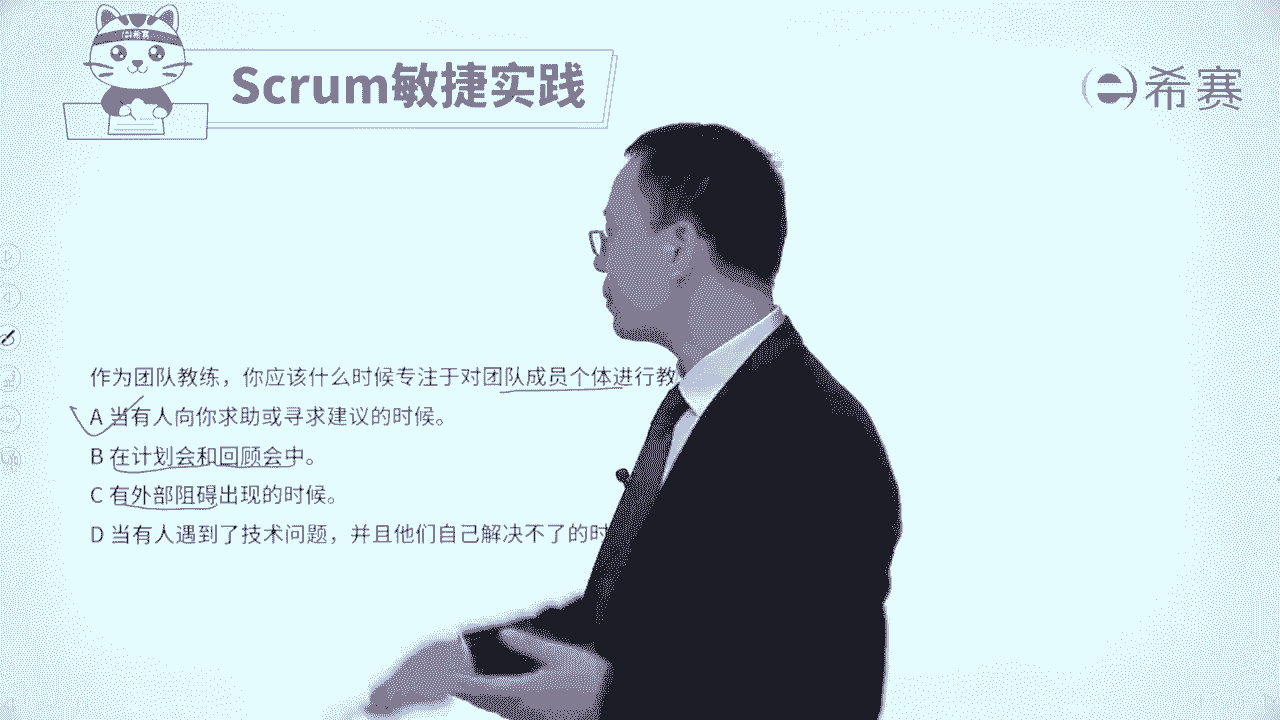 希赛
Scrum敏捷实践
希赛
作为团队教练，你应该什么时候专注于对团队成员个体进行教
A 当有人向你求助或寻求建议的时候。
B 在计划会和回顾会中。
C 有外部阻碍出现的时候。
D 当有人遇到了技术问题，并且他们自己解决不了的时